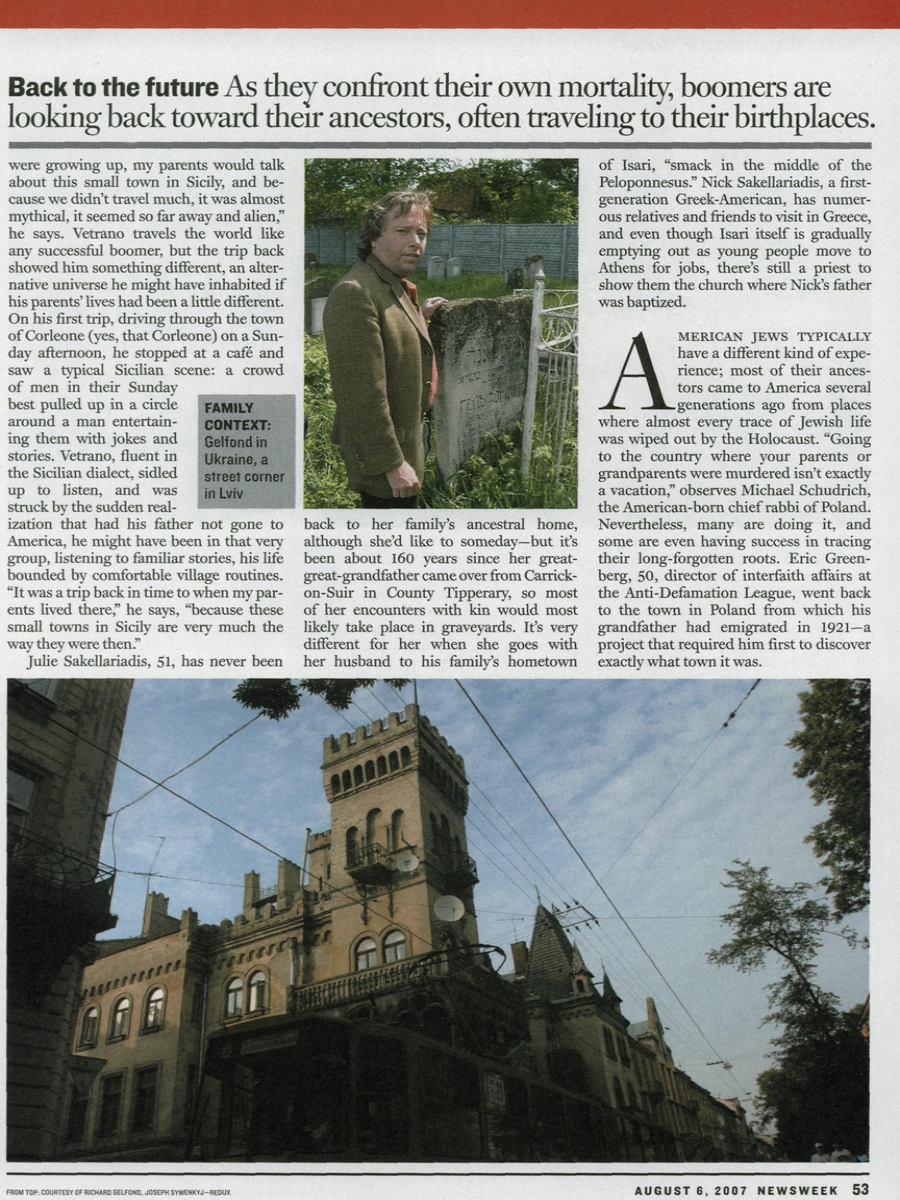 Back to the future As they confront their own mortality, boomers are
looking back toward their ancestors, often traveling to their birthplaces.
were growing up, my parents would talk
about this small town in Sicily, and be-
cause we didn't travel much, it was almost
mythical, it seemed so far away and alien,”
he says. Vetrano travels the world like
any successful boomer, but the trip back
showed him something different, an alter-
native universe he might have inhabited if
his parents' lives had been a little different.
On his first trip, driving through the town
of Corleone (yes, that Corleone) on a Sun-
day afternoon, he stopped at a café and
saw a typical Sicilian scene: a crowd
of men in their Sunday
best pulled up in a circle
around a man entertain-
ing them with jokes and
stories. Vetrano, fluent in
the Sicilian dialect, sidled
up to listen, and was
struck by the sudden real-
ization that had his father not gone to
America, he might have been in that very
group, listening to familiar stories, his life
bounded by comfortable village routines.
“It was a trip back in time to when my par-
ents lived there,” he says, “because these
small towns in Sicily are very much the
way they were then.”
Julie Sakellariadis, 51, has never been
FAMILY
CONTEXT:
Gelfond in
Ukraine, a
street corner
in Lviv
back to her family's ancestral home,
although she'd like to someday—but it's
been about 160 years since her great-
great-grandfather came over from Carrick-
on-Suir in County Tipperary, so most
of her encounters with kin would most
likely take place in graveyards. It's very
different for her when she goes with
her husband to his family's hometown
of Isari, “smack in the middle of the
Peloponnesus.” Nick Sakellariadis, a first-
generation Greek-American, has numer-
ous relatives and friends to visit in Greece,
and even though Isari itself is gradually
emptying out as young people move to
Athens for jobs, there's still a priest to
show them the church where Nick's father
was baptized.
AMERICAN JEWS TYPICALLY
have a different kind of expe-
rience; most of their ances-
tors came to America several
generations ago from places
where almost every trace of Jewish life
was wiped out by the Holocaust. “Going
to the country where your parents or
grandparents were murdered isn't exactly
a vacation,” observes Michael Schudrich,
the American-born chief rabbi of Poland.
Nevertheless, many are doing it, and
some are even having success in tracing
their long-forgotten roots. Eric Green-
berg, 50, director of interfaith affairs at
the Anti-Defamation League, went back
to the town in Poland from which his
grandfather had emigrated in 1921—a
project that required him first to discover
exactly what town it was.
FROM TOP: COURTESY OF RICHARD GELFOND, JOSEPH SYWENKYJ—REDUX
AUGUST 6, 2007 NEWSWEEK 53